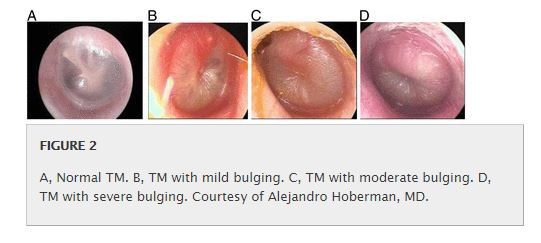 A B C D
FIGURE 2
A, Normal TM. B, TM with mild bulging. C, TM with moderate bulging. D,
TM with severe bulging. Courtesy of Alejandro Hoberman, MD.